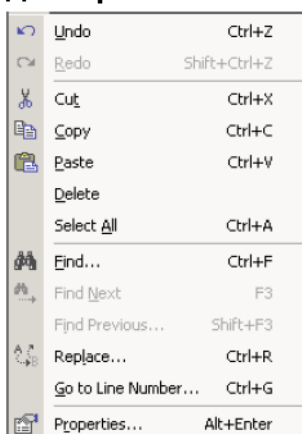 Undo Ctrl+Z
Redo Shift+Ctrl+Z
Cut Ctrl+X
Copy Ctrl+C
Paste Ctrl+V
Delete
Select All Ctrl+A
Find... Ctrl+F
Find Next F3
Find Previous... Shift+F3
Replace... Ctrl+R
Go to Line Number... Ctrl+G
Properties... Alt+Enter